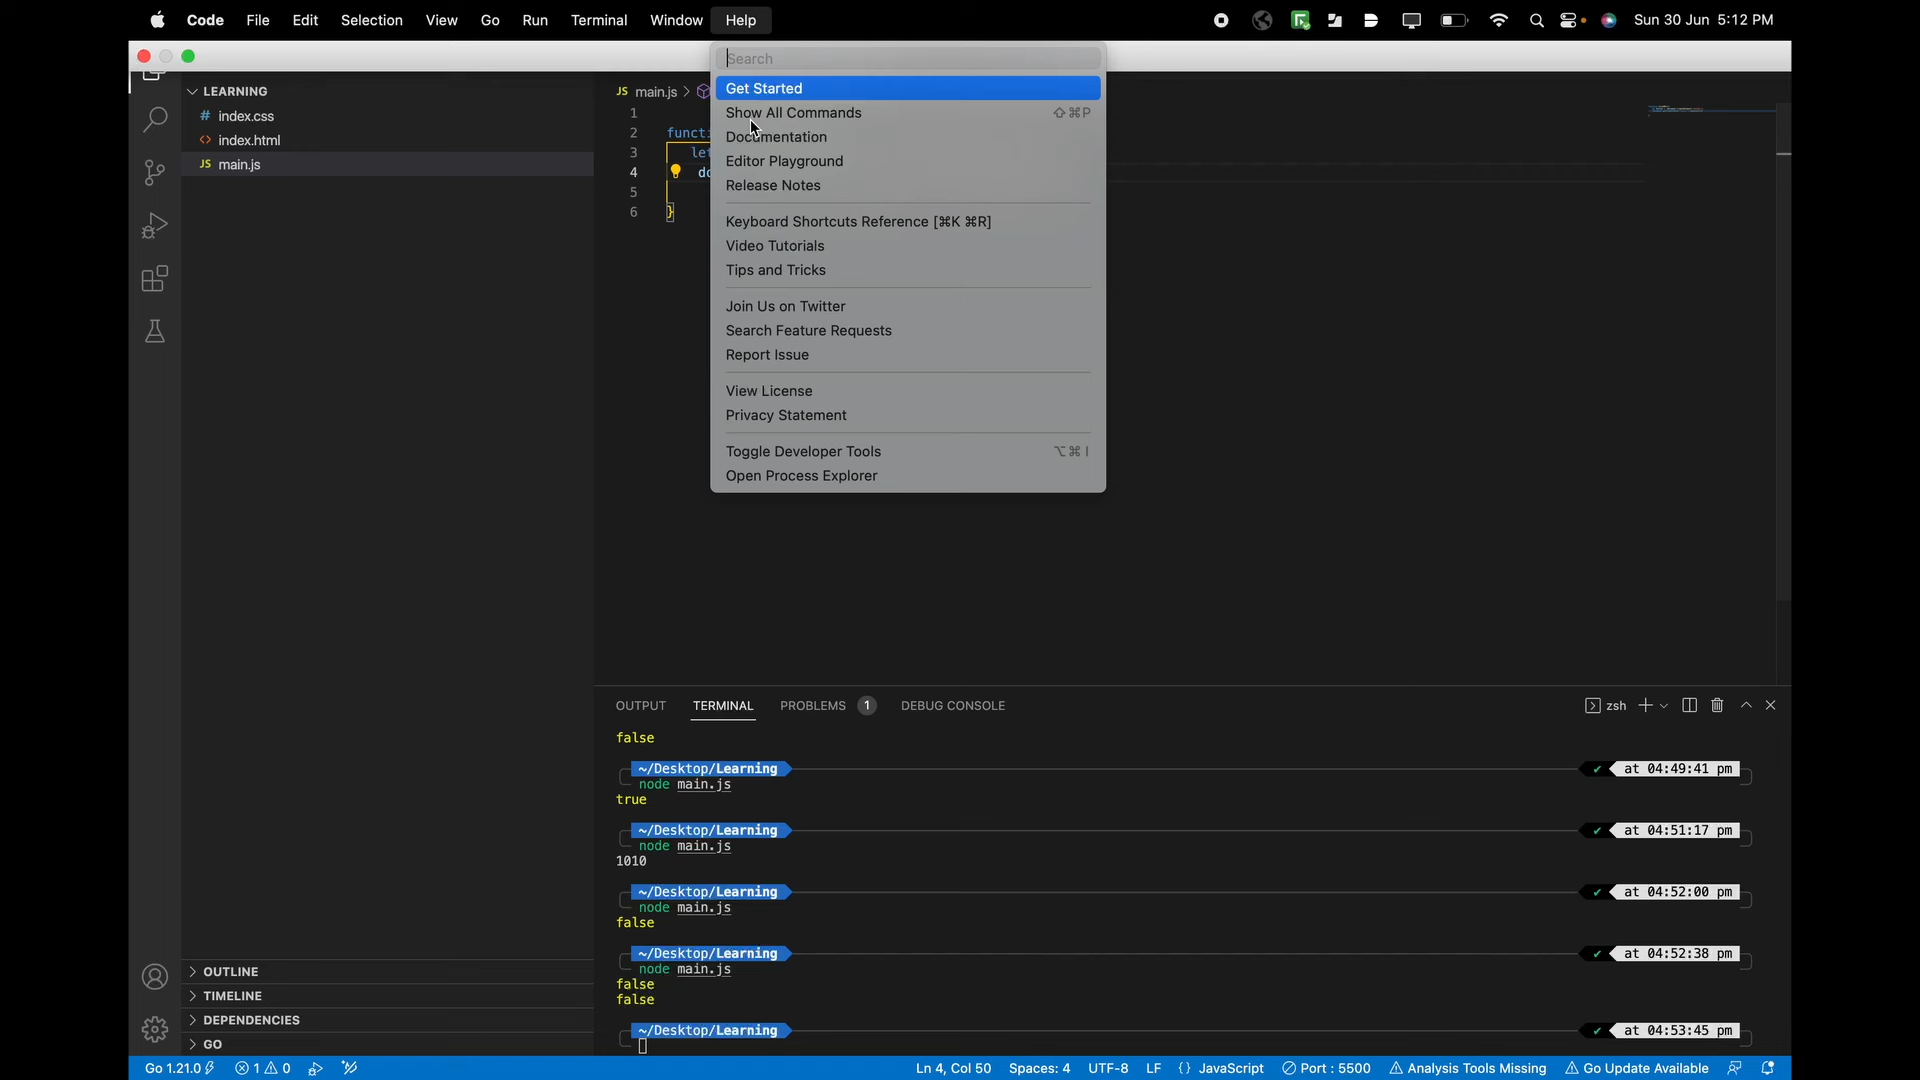 Code File Edit Selection View Go Run Terminal Window Help Sun 30 Jun 5:12 PM
Search
Get Started
Show All Commands ⇧⌘P
Documentation
Editor Playground
Release Notes
Keyboard Shortcuts Reference [⌘K ⌘R]
Video Tutorials
Tips and Tricks
Join Us on Twitter
Search Feature Requests
Report Issue
View License
Privacy Statement
Toggle Developer Tools ⌥⌘I
Open Process Explorer
LEARNING
# index.css
<> index.html
JS main.js
JS main.js >
1
2 functi
3 let
4 do
5
6 }
OUTLINE
TIMELINE
DEPENDENCIES
GO
OUTPUT TERMINAL PROBLEMS 1 DEBUG CONSOLE zsh
false
~/Desktop/Learning ✔ at 04:49:41 pm
node main.js
true
~/Desktop/Learning ✔ at 04:51:17 pm
node main.js
1010
~/Desktop/Learning ✔ at 04:52:00 pm
node main.js
false
~/Desktop/Learning ✔ at 04:52:38 pm
node main.js
false
false
~/Desktop/Learning ✔ at 04:53:45 pm
Go 1.21.0 1 0 Ln 4, Col 50 Spaces: 4 UTF-8 LF {} JavaScript Port : 5500 Analysis Tools Missing Go Update Available